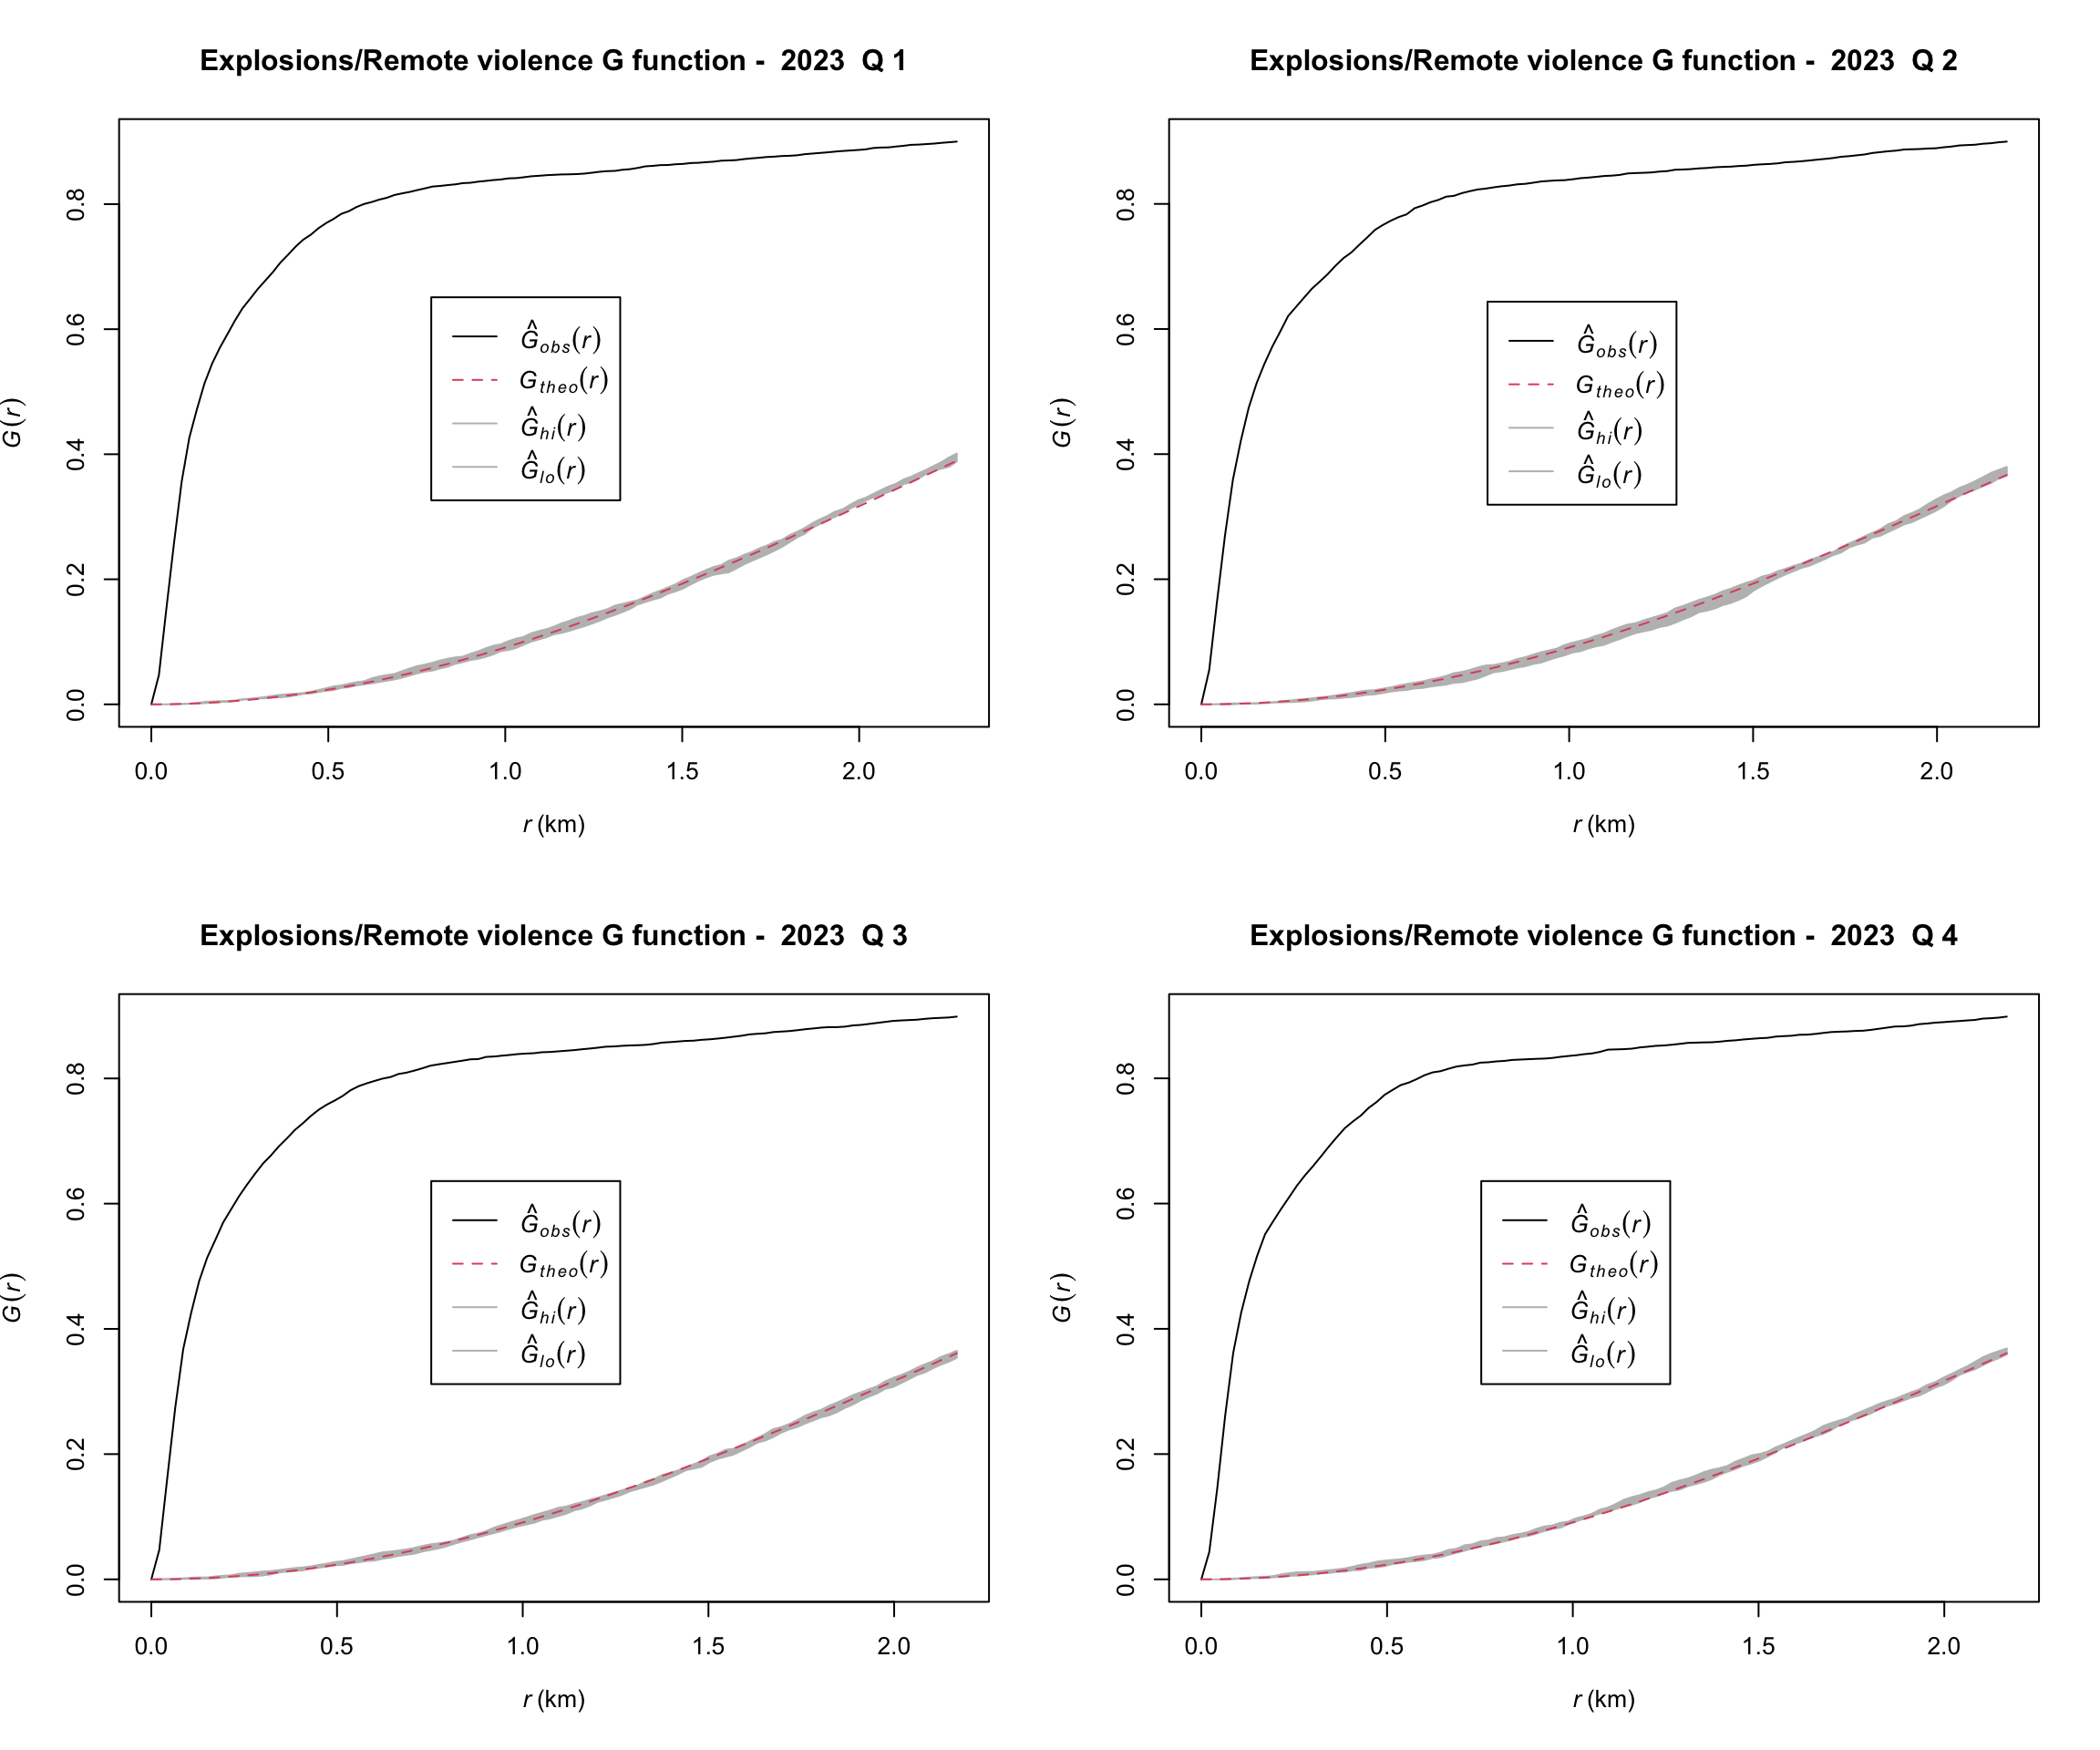 Explosions/Remote violence G function - 2023 Q 1
G(r)
0.8
0.6
0.4
0.2
0.0
Ĝobs(r)
Gtheo(r)
Ĝhi(r)
Ĝlo(r)
0.0 0.5 1.0 1.5 2.0
r (km)
Explosions/Remote violence G function - 2023 Q 2
G(r)
0.8
0.6
0.4
0.2
0.0
Ĝobs(r)
Gtheo(r)
Ĝhi(r)
Ĝlo(r)
0.0 0.5 1.0 1.5 2.0
r (km)
Explosions/Remote violence G function - 2023 Q 3
G(r)
0.8
0.6
0.4
0.2
0.0
Ĝobs(r)
Gtheo(r)
Ĝhi(r)
Ĝlo(r)
0.0 0.5 1.0 1.5 2.0
r (km)
Explosions/Remote violence G function - 2023 Q 4
G(r)
0.8
0.6
0.4
0.2
0.0
Ĝobs(r)
Gtheo(r)
Ĝhi(r)
Ĝlo(r)
0.0 0.5 1.0 1.5 2.0
r (km)